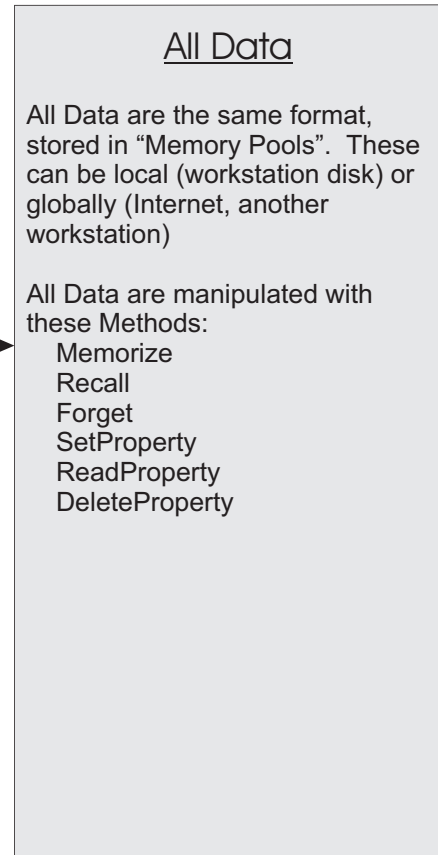 All Data
All Data are the same format,
stored in “Memory Pools”.  These
can be local (workstation disk) or
globally (Internet, another
workstation)
All Data are manipulated with
these Methods:
Memorize
Recall
Forget
SetProperty
ReadProperty
DeleteProperty